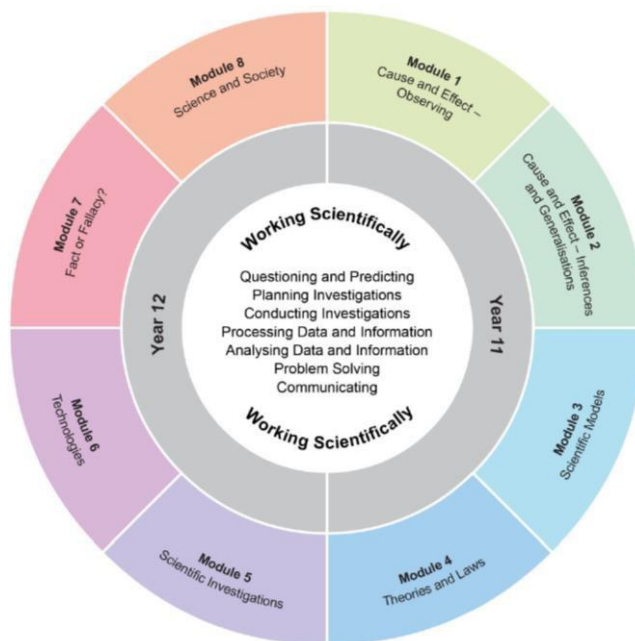 Module 1
Cause and Effect –
Observing
Module 2
Cause and Effect – Inferences
and Generalisations
Module 3
Scientific Models
Module 4
Theories and Laws
Module 5
Scientific Investigations
Module 6
Technologies
Module 7
Fact or Fallacy?
Module 8
Science and Society
Year 12
Year 11
Working Scientifically
Questioning and Predicting
Planning Investigations
Conducting Investigations
Processing Data and Information
Analysing Data and Information
Problem Solving
Communicating
Working Scientifically